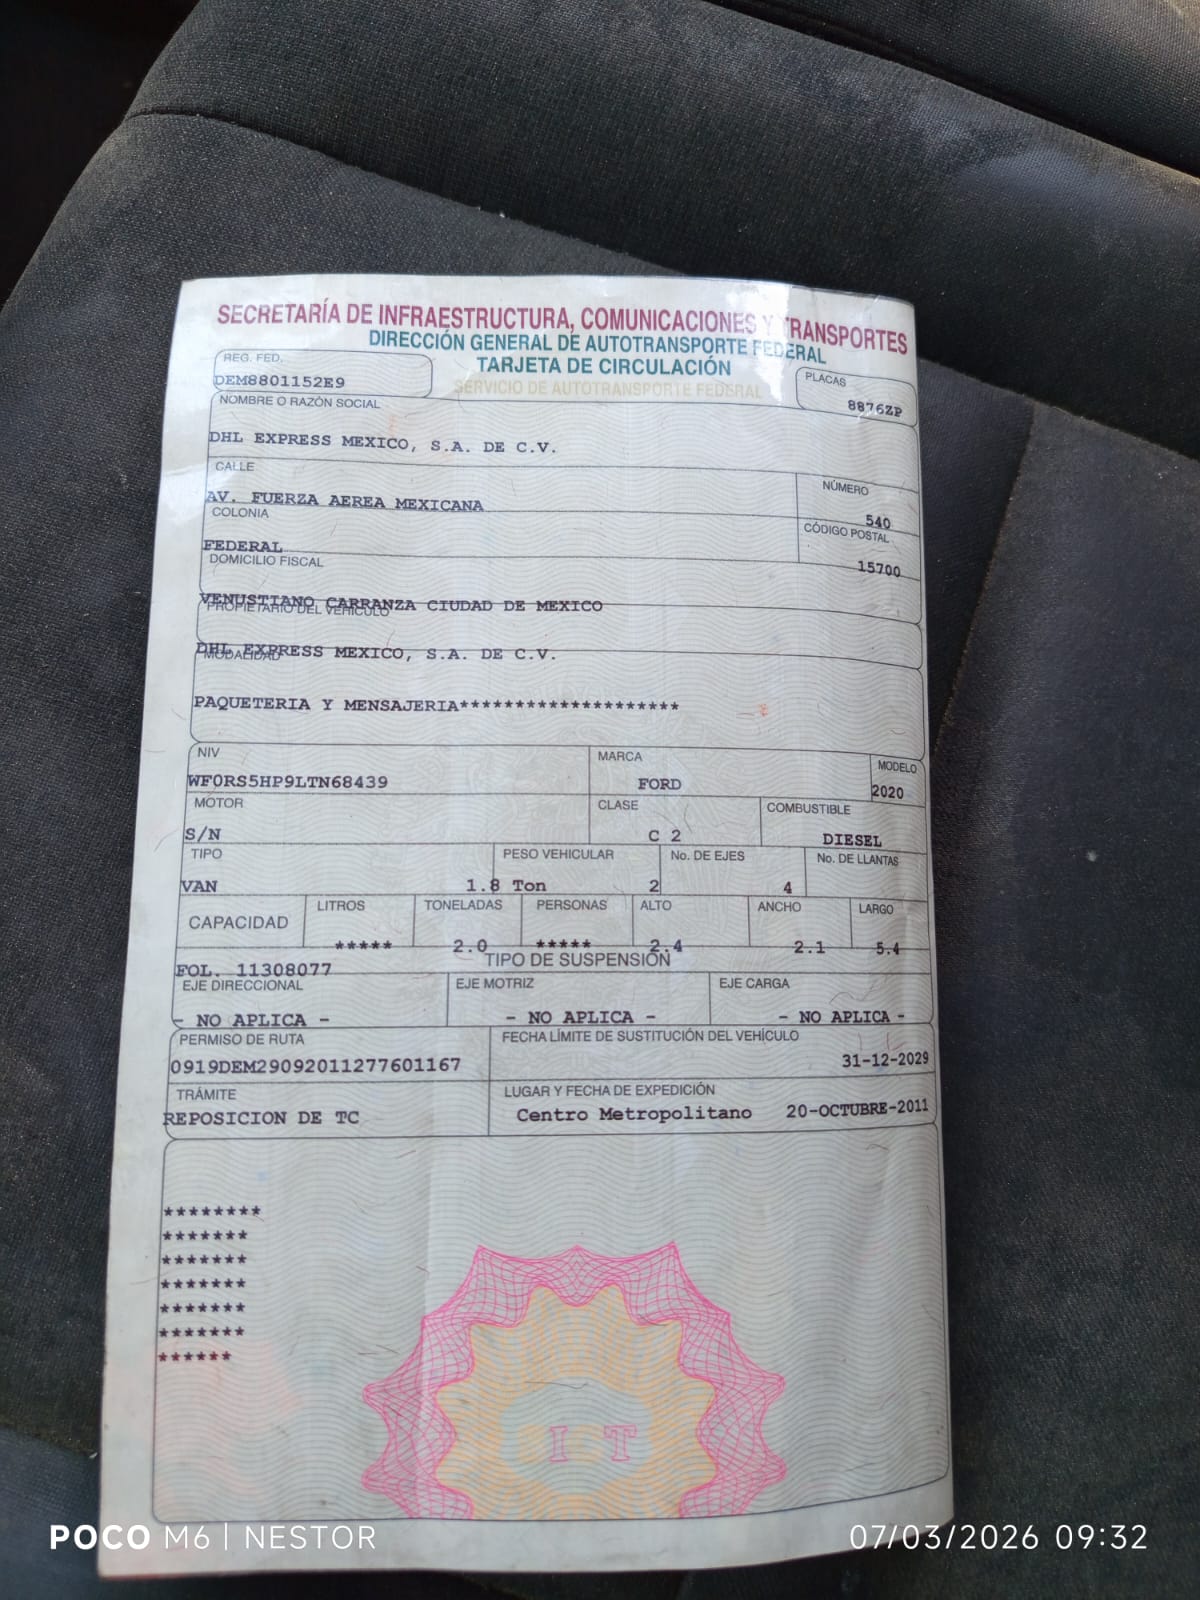 SECRETARÍA DE INFRAESTRUCTURA, COMUNICACIONES Y TRANSPORTES
DIRECCIÓN GENERAL DE AUTOTRANSPORTE FEDERAL
TARJETA DE CIRCULACIÓN
SERVICIO DE AUTOTRANSPORTE FEDERAL
REG. FED.
DEM8801152E9
PLACAS
8876ZP
NOMBRE O RAZÓN SOCIAL
DHL EXPRESS MEXICO, S.A. DE C.V.
CALLE
AV. FUERZA AEREA MEXICANA
NÚMERO
540
COLONIA
FEDERAL
CÓDIGO POSTAL
15700
DOMICILIO FISCAL
VENUSTIANO CARRANZA CIUDAD DE MEXICO
PROPIETARIO DEL VEHÍCULO
DHL EXPRESS MEXICO, S.A. DE C.V.
MODALIDAD
PAQUETERIA Y MENSAJERIA********************
NIV
WF0RS5HP9LTN68439
MARCA
FORD
MODELO
2020
MOTOR
S/N
CLASE
C 2
COMBUSTIBLE
DIESEL
TIPO
VAN
PESO VEHICULAR
1.8 Ton
No. DE EJES
2
No. DE LLANTAS
4
CAPACIDAD
LITROS
*****
TONELADAS
2.0
PERSONAS
*****
ALTO
2.4
ANCHO
2.1
LARGO
5.4
FOL. 11308077
TIPO DE SUSPENSIÓN
EJE DIRECCIONAL
- NO APLICA -
EJE MOTRIZ
- NO APLICA -
EJE CARGA
- NO APLICA -
PERMISO DE RUTA
0919DEM29092011277601167
FECHA LÍMITE DE SUSTITUCIÓN DEL VEHÍCULO
31-12-2029
TRÁMITE
REPOSICION DE TC
LUGAR Y FECHA DE EXPEDICIÓN
Centro Metropolitano 20-OCTUBRE-2011
********
*******
*******
*******
*******
*******
******
POCO M6 | NESTOR
07/03/2026 09:32